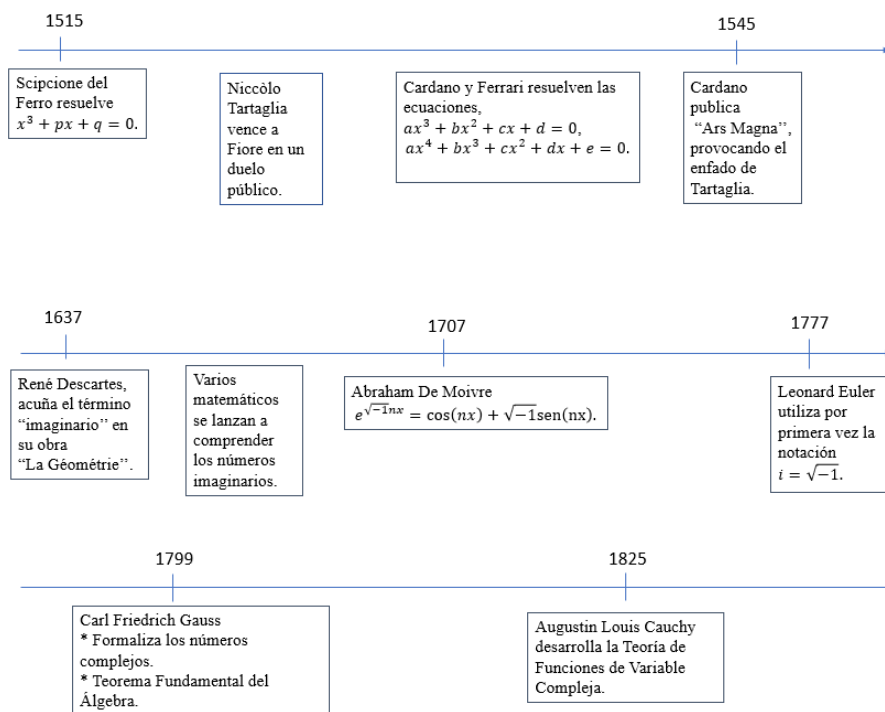 1515
1545
Scipcione del
Ferro resuelve
x³ + px + q = 0.
Niccòlo
Tartaglia
vence a
Fiore en un
duelo
público.
Cardano y Ferrari resuelven las
ecuaciones,
ax³ + bx² + cx + d = 0,
ax⁴ + bx³ + cx² + dx + e = 0.
Cardano
publica
“Ars Magna”,
provocando el
enfado de
Tartaglia.
1637
1707
1777
René Descartes,
acuña el término
“imaginario” en
su obra
“La Géométrie”.
Varios
matemáticos
se lanzan a
comprender
los números
imaginarios.
Abraham De Moivre
e^{√−1nx} = cos(nx) + √−1sen(nx).
Leonard Euler
utiliza por
primera vez la
notación
i = √−1.
1799
1825
Carl Friedrich Gauss
* Formaliza los números
complejos.
* Teorema Fundamental del
Álgebra.
Augustin Louis Cauchy
desarrolla la Teoría de
Funciones de Variable
Compleja.